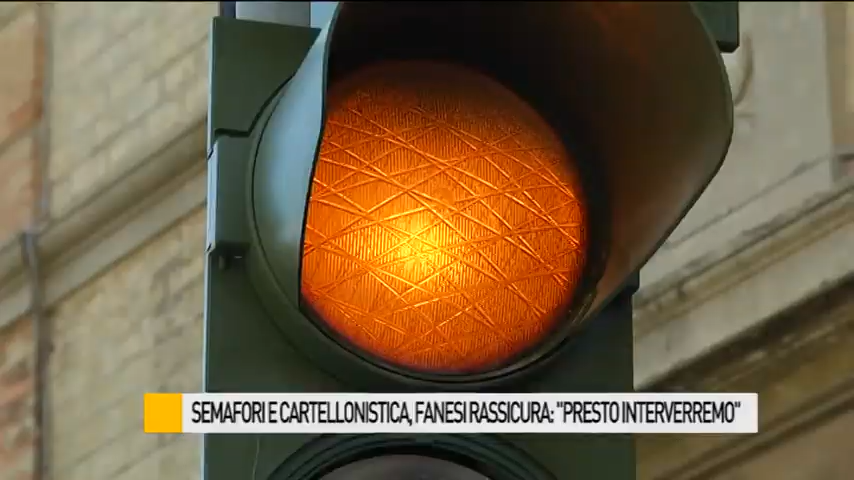 SEMAFORI E CARTELLONISTICA, FANESI RASSICURA: "PRESTO INTERVERREMO"